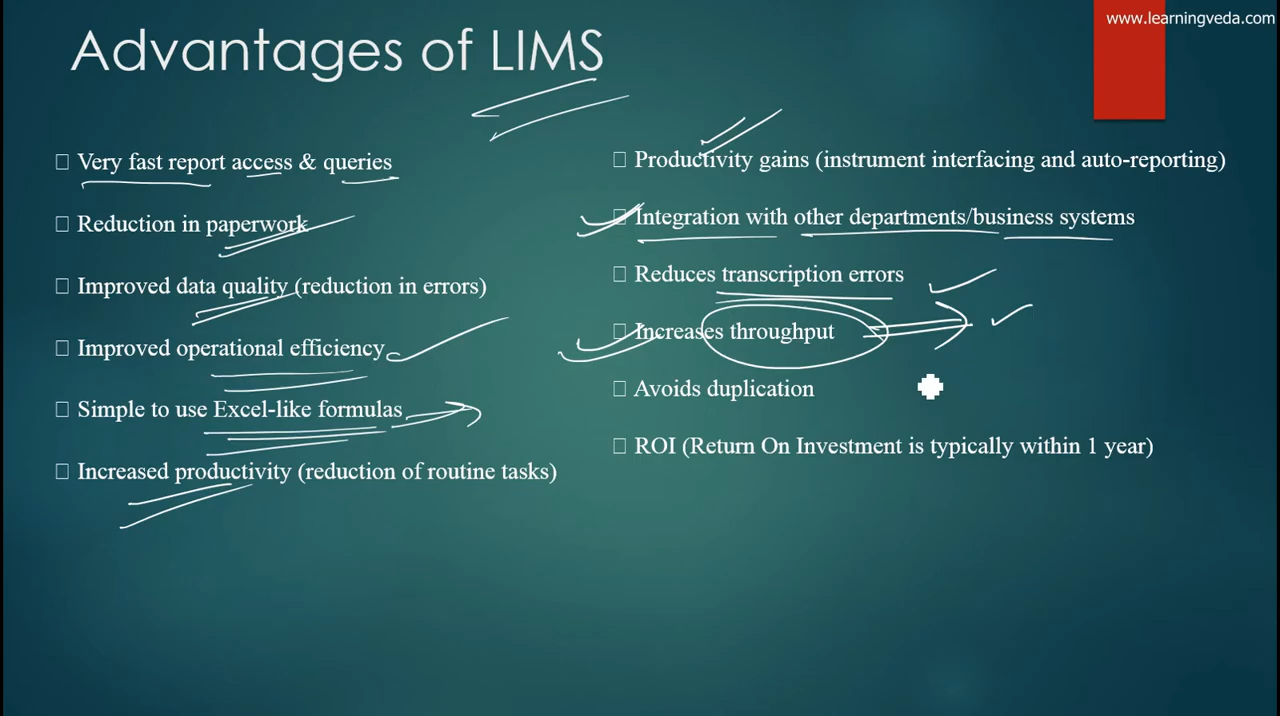 www.learningveda.com
Advantages of LIMS
Very fast report access & queries
Reduction in paperwork
Improved data quality (reduction in errors)
Improved operational efficiency
Simple to use Excel-like formulas
Increased productivity (reduction of routine tasks)
Productivity gains (instrument interfacing and auto-reporting)
Integration with other departments/business systems
Reduces transcription errors
Increases throughput
Avoids duplication
ROI (Return On Investment is typically within 1 year)